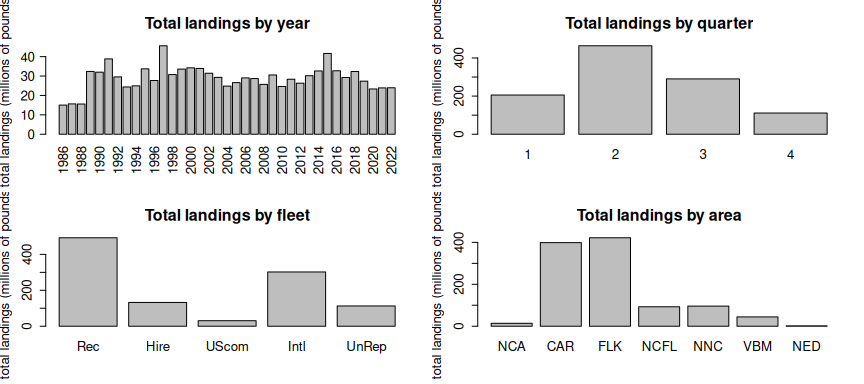 Total landings by year
total landings (millions of pounds
0 10 20 30 40
1986 1988 1990 1992 1994 1996 1998 2000 2002 2004 2006 2008 2010 2012 2014 2016 2018 2020 2022
Total landings by quarter
total landings (millions of pounds
0 200 400
1 2 3 4
Total landings by fleet
total landings (millions of pounds
0 200 400
Rec Hire UScom Intl UnRep
Total landings by area
total landings (millions of pounds
0 200 400
NCA CAR FLK NCFL NNC VBM NED